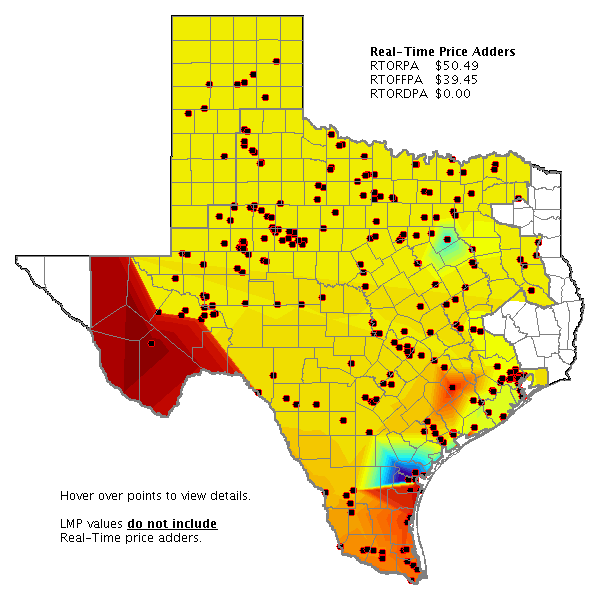 Real-Time Price Adders
RTORPA $50.49
RTOFFPA $39.45
RTORDPA $0.00
Hover over points to view details.
LMP values do not include
Real-Time price adders.